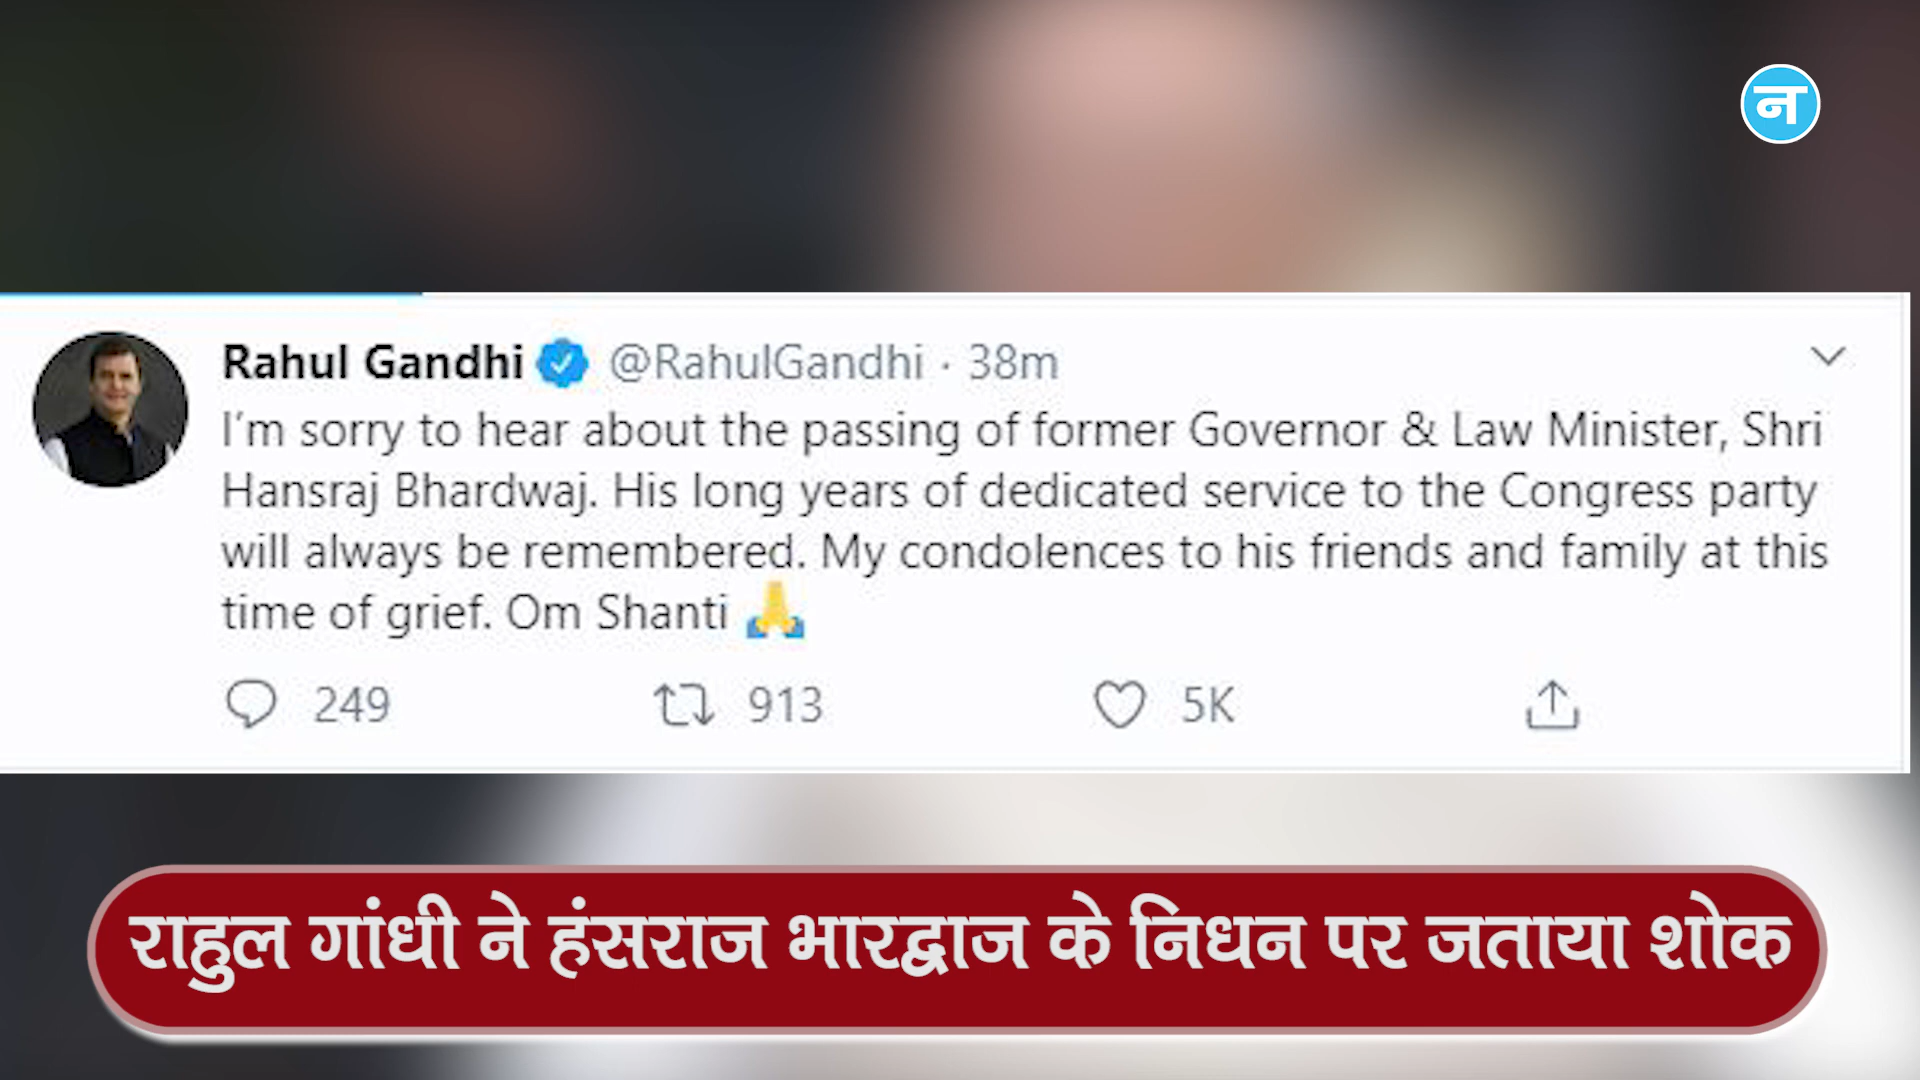 न
Rahul Gandhi @RahulGandhi · 38m
I’m sorry to hear about the passing of former Governor & Law Minister, Shri
Hansraj Bhardwaj. His long years of dedicated service to the Congress party
will always be remembered. My condolences to his friends and family at this
time of grief. Om Shanti 🙏
249 913 5K
राहुल गांधी ने हंसराज भारद्वाज के निधन पर जताया शोक